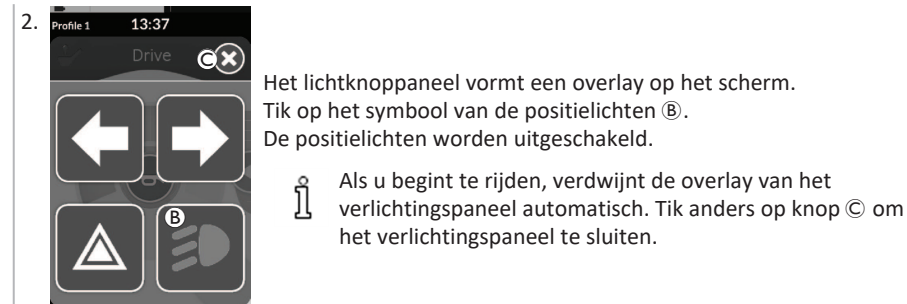 2.
Profile 1 13:37
Drive Ⓒ
Het lichtknoppaneel vormt een overlay op het scherm.
Tik op het symbool van de positielichten Ⓑ.
De positielichten worden uitgeschakeld.
Als u begint te rijden, verdwijnt de overlay van het
verlichtingspaneel automatisch. Tik anders op knop Ⓒ om
het verlichtingspaneel te sluiten.
Ⓑ